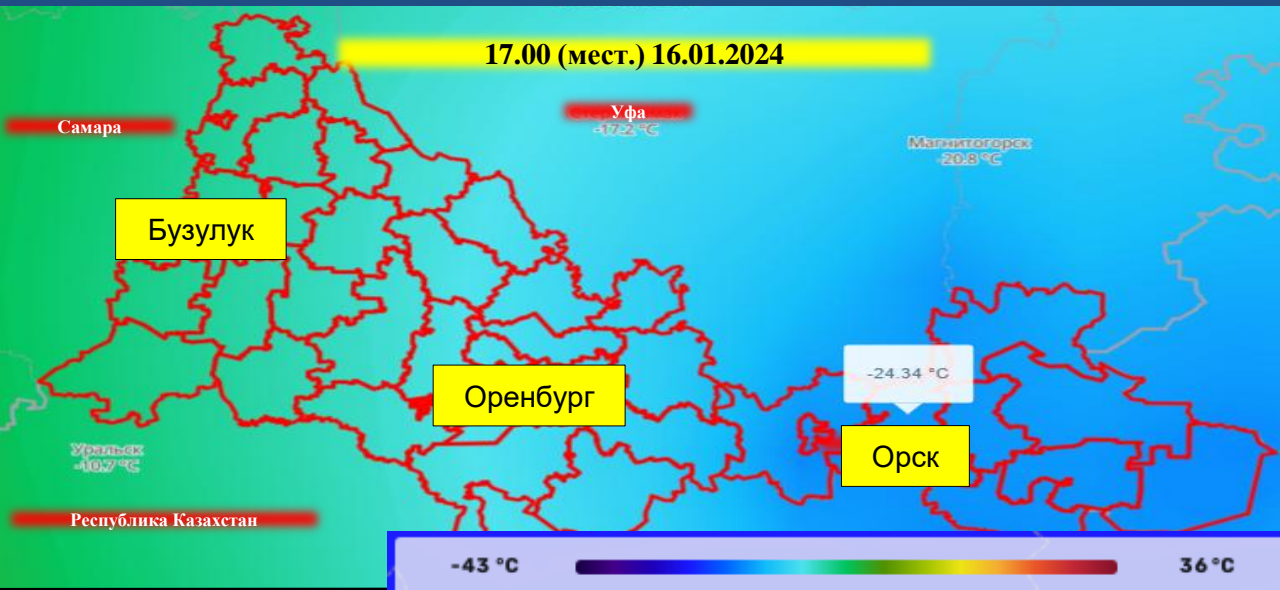 17.00 (мест.) 16.01.2024
Самара
Уфа
-17.2 °C
Магнитогорск
-20.8 °C
Бузулук
-24.34 °C
Оренбург
Орск
Уральск
-10.7 °C
Республика Казахстан
-43 °C
36 °C